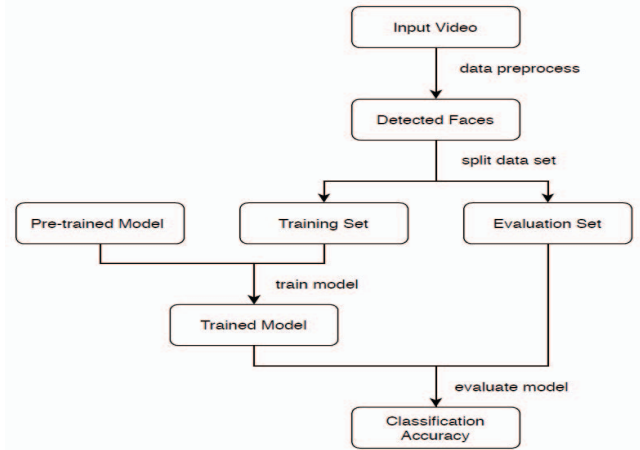 Input Video
data preprocess
Detected Faces
split data set
Pre-trained Model
Training Set
Evaluation Set
train model
Trained Model
evaluate model
Classification
Accuracy